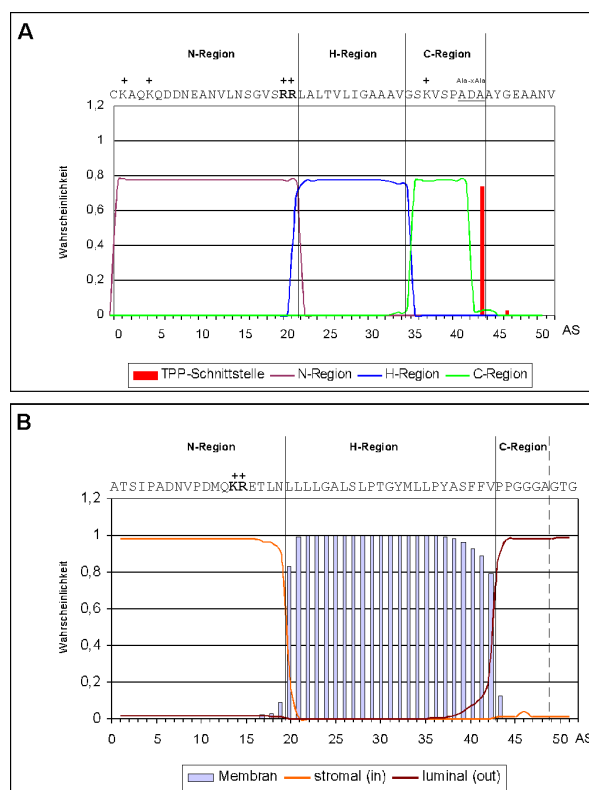 A
N-Region H-Region C-Region
+ + ++ + Ala-xAla
CKAQKQDDNEANVLNSGVSRRLALTVLIGAAAVGSKVSPADAAYGEAANV
1,2
1
0,8
0,6
0,4
0,2
0
Wahrscheinlichkeit
0 5 10 15 20 25 30 35 40 45 50 AS
TPP-Schnittstelle N-Region H-Region C-Region
B
N-Region H-Region C-Region
++
ATSIPADNVPDMQKRETLNLLLLGALSLPTGYMLLPYASFFVPPGGGAGTG
1,2
1
0,8
0,6
0,4
0,2
0
Wahrscheinlichkeit
0 5 10 15 20 25 30 35 40 45 50 AS
Membran stromal (in) luminal (out)